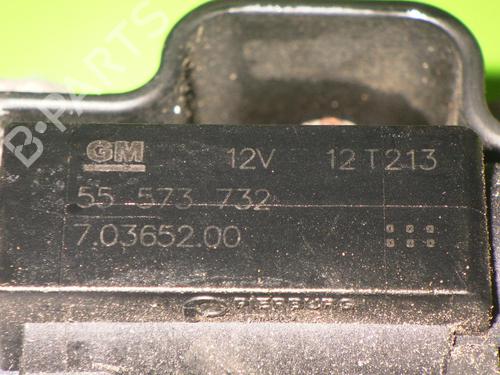 B-PARTS
GM 12V 12T213
55 573 732
7.03652.00
PIERBURG